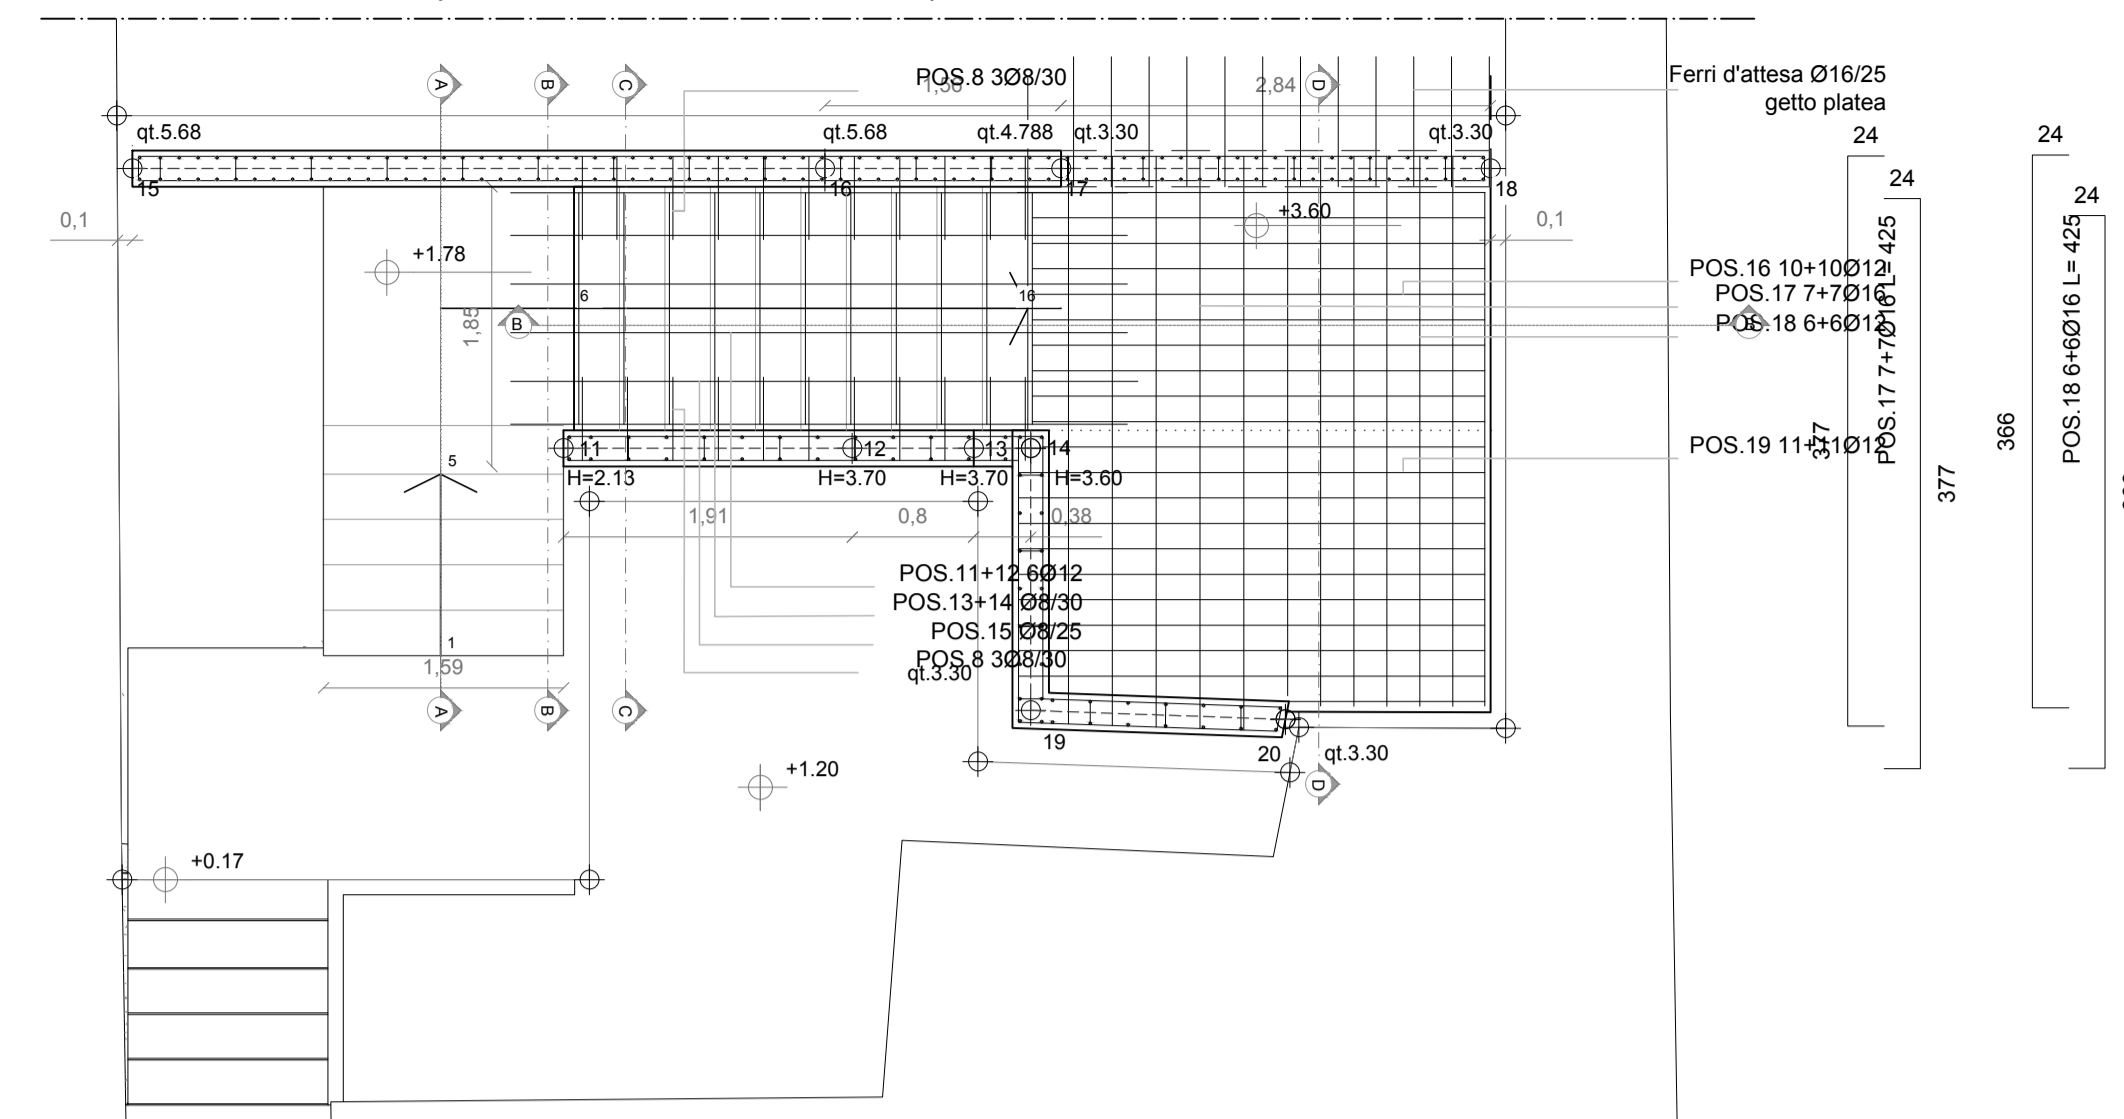 POS.8 3Ø8/30
1,56
2,84
A
B
C
D
Ferri d'attesa Ø16/25
getto platea
qt.5.68
qt.5.68
qt.4.788
qt.3.30
qt.3.30
24
24
24
24
15
16
17
18
0,1
+3.60
0,1
+1.78
1,85
6
16
B
B
POS.16 10+10Ø12
POS.17 7+7Ø16
POS.18 6+6Ø12
POS.19 11+11Ø12
POS.17 7+7Ø16 L= 425
377
377
366
POS.18 6+6Ø16 L= 425
11
12
13
14
5
H=2.13
H=3.70
H=3.70
H=3.60
1,91
0,8
0,38
POS.11+12 6Ø12
POS.13+14 Ø8/30
POS.15 Ø8/25
POS.8 3Ø8/30
qt.3.30
1
1,59
A
B
C
19
20
qt.3.30
D
+1.20
+0.17